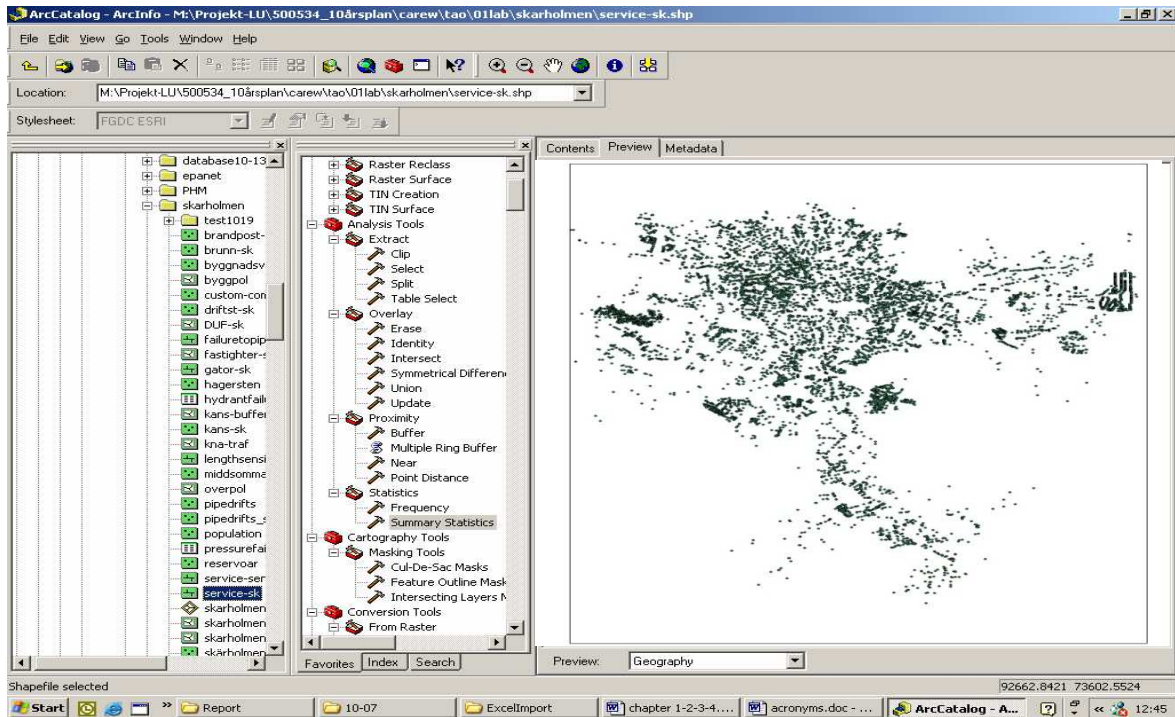 ArcCatalog - ArcInfo - M:\Projekt-LU\500534_10årsplan\carew\tao\01lab\skarholmen\service-sk.shp
File Edit View Go Tools Window Help
Location: M:\Projekt-LU\500534_10årsplan\carew\tao\01lab\skarholmen\service-sk.shp
Stylesheet: FGDC ESRI
database10-13
epanet
PHM
skarholmen
test1019
brandpost-
brunn-sk
byggnadsv
byggpol
custom-con
driftst-sk
DUF-sk
failuretopip
fastighter-s
gator-sk
hagersten
hydrantfail
kans-buffer
kans-sk
kna-traf
lengthsensi
middsomma
overpol
pipedrifts
pipedrifts_s
population
pressurefai
reservoar
service-ser
service-sk
skarholmen
skarholmen
skarholmen
skärholmen
Raster Reclass
Raster Surface
TIN Creation
TIN Surface
Analysis Tools
Extract
Clip
Select
Split
Table Select
Overlay
Erase
Identity
Intersect
Symmetrical Differen
Union
Update
Proximity
Buffer
Multiple Ring Buffer
Near
Point Distance
Statistics
Frequency
Summary Statistics
Cartography Tools
Masking Tools
Cul-De-Sac Masks
Feature Outline Mask
Intersecting Layers M
Conversion Tools
From Raster
Favorites Index Search
Contents Preview Metadata
Preview: Geography
Shapefile selected
92662.8421 73602.5524
Start » Report 10-07 ExcelImport chapter 1-2-3-4.... acronyms.doc - ... ArcCatalog - A... « 12:45